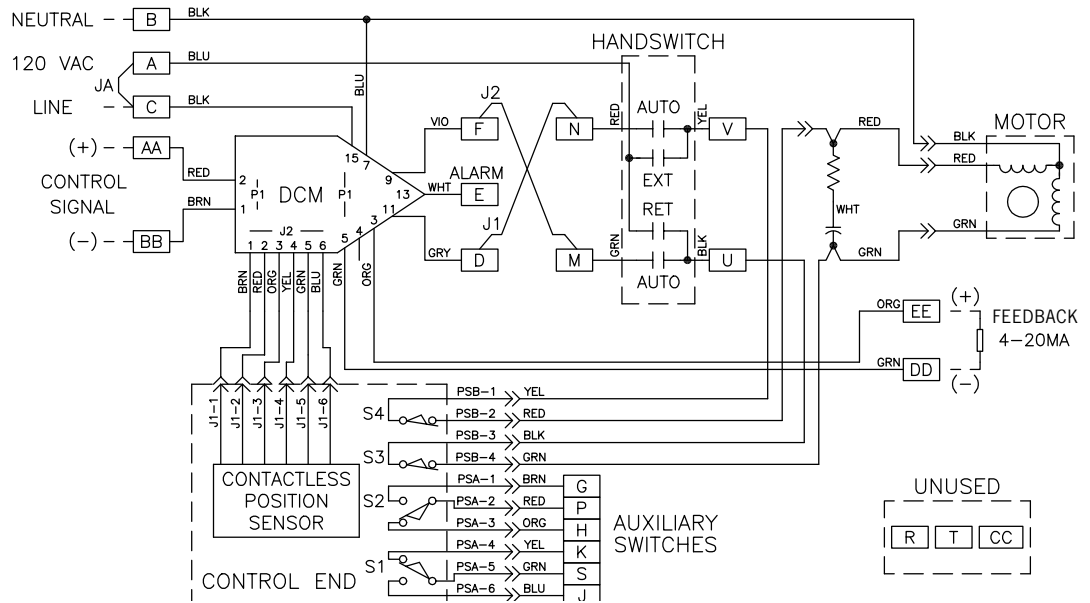 NEUTRAL B BLK
120 VAC A BLU
JA
LINE C BLK
(+) AA RED
CONTROL
SIGNAL
(-) BB BRN
BLU
HANDSWITCH
J2
VIO F
ALARM
WHT E
J1
GRY D
N RED
M GRN
AUTO
EXT
RET
AUTO
YEL V
BLK U
RED
WHT
GRN
BLK
RED
GRN
MOTOR
2
1
P1
DCM
P1
15
7
9
13
11
3
4
5
J2
1 2 3 4 5 6
BRN RED ORG YEL GRN BLU
GRN
ORG
ORG EE (+)
FEEDBACK
4-20MA
GRN DD (-)
J1-1 J1-2 J1-3 J1-4 J1-5 J1-6
CONTACTLESS
POSITION
SENSOR
CONTROL END
S4
S3
S2
S1
PSB-1 YEL
PSB-2 RED
PSB-3 BLK
PSB-4 GRN
PSA-1 BRN G
PSA-2 RED P
PSA-3 ORG H
PSA-4 YEL K
PSA-5 GRN S
PSA-6 BLU J
AUXILIARY
SWITCHES
UNUSED
R T CC